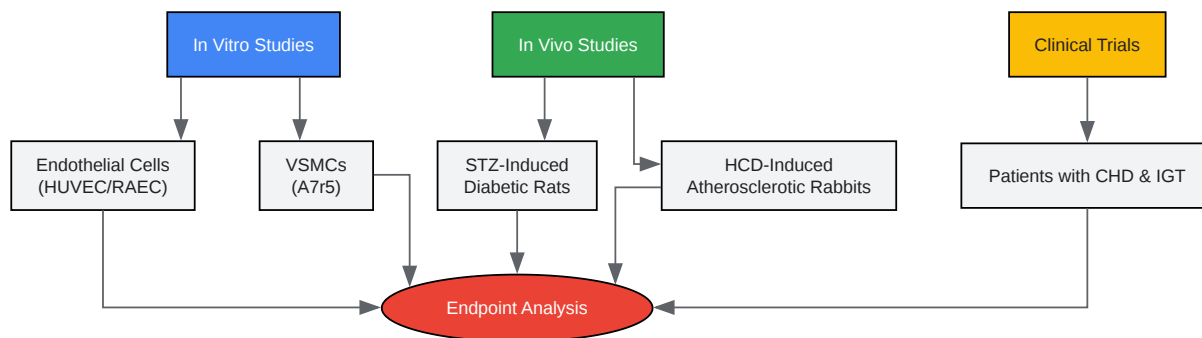 In Vitro Studies
In Vivo Studies
Clinical Trials
Endothelial Cells
(HUVEC/RAEC)
VSMCs
(A7r5)
STZ-Induced
Diabetic Rats
HCD-Induced
Atherosclerotic Rabbits
Patients with CHD & IGT
Endpoint Analysis